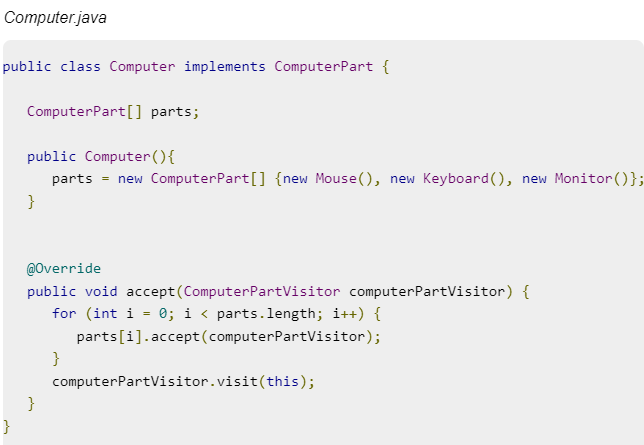 Computer.java
public class Computer implements ComputerPart {
ComputerPart[] parts;
public Computer(){
parts = new ComputerPart[] {new Mouse(), new Keyboard(), new Monitor()};
}
@Override
public void accept(ComputerPartVisitor computerPartVisitor) {
for (int i = 0; i < parts.length; i++) {
parts[i].accept(computerPartVisitor);
}
computerPartVisitor.visit(this);
}
}